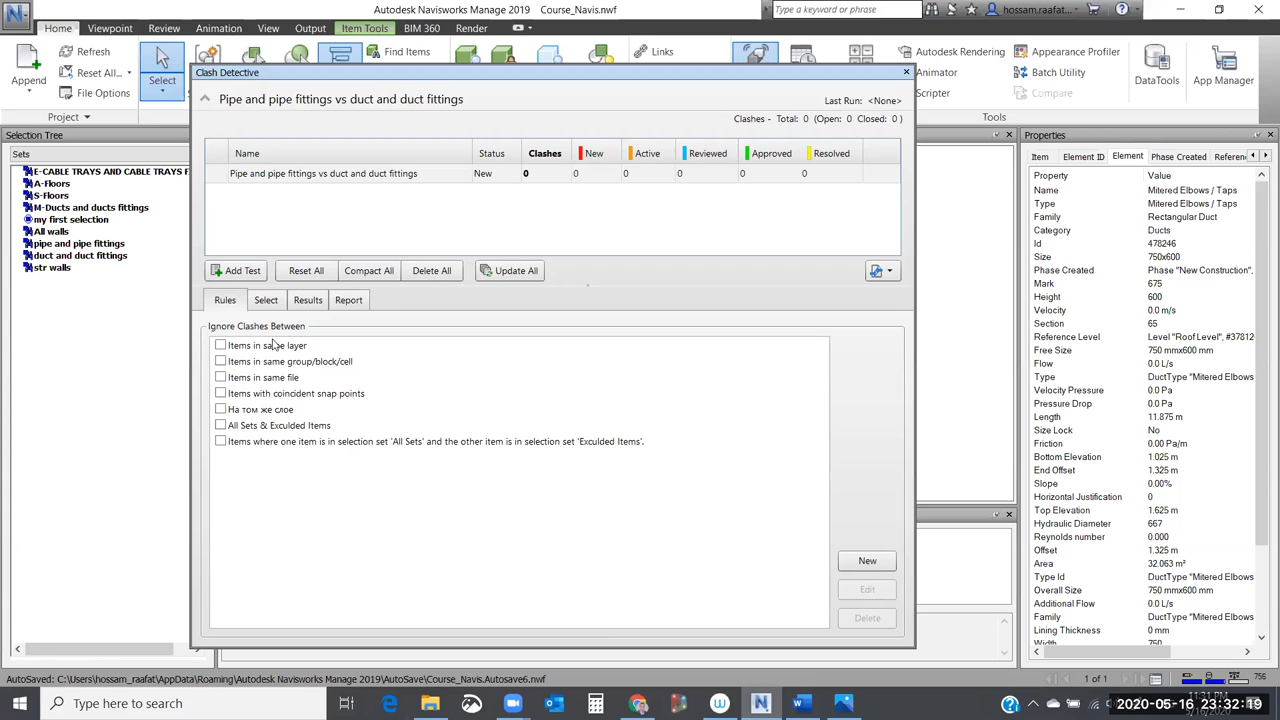 Autodesk Navisworks Manage 2019 Course_Navis.nwf
Type a keyword or phrase
hossam.raafat...
Home Viewpoint Review Animation View Output Item Tools BIM 360 Render
Append
Refresh
Reset All...
File Options
Project
Select
Find Items
Links
Autodesk Rendering
Animator
Scripter
Appearance Profiler
Batch Utility
Compare
DataTools
App Manager
Tools
Selection Tree
Sets
E-CABLE TRAYS AND CABLE TRAYS F
A-Floors
S-Floors
M-Ducts and ducts fittings
my first selection
All walls
pipe and pipe fittings
duct and duct fittings
str walls
Clash Detective
Pipe and pipe fittings vs duct and duct fittings
Last Run: <None>
Clashes - Total: 0 (Open: 0 Closed: 0 )
Name Status Clashes New Active Reviewed Approved Resolved
Pipe and pipe fittings vs duct and duct fittings New 0 0 0 0 0 0
Add Test Reset All Compact All Delete All Update All
Rules Select Results Report
Ignore Clashes Between
Items in same layer
Items in same group/block/cell
Items in same file
Items with coincident snap points
На том же слое
All Sets & Exculded Items
Items where one item is in selection set 'All Sets' and the other item is in selection set 'Exculded Items'.
New
Edit
Delete
Properties
Item Element ID Element Phase Created Referenc
Property Value
Name Mitered Elbows / Taps
Type Mitered Elbows / Taps
Family Rectangular Duct
Category Ducts
Id 478246
Size 750x600
Phase Created Phase "New Construction",
Mark 675
Height 600
Velocity 0.0 m/s
Section 65
Reference Level Level "Roof Level", #37812
Free Size 750 mmx600 mm
Flow 0.0 L/s
Type DuctType "Mitered Elbows
Velocity Pressure 0.0 Pa
Pressure Drop 0.0 Pa
Length 11.875 m
Size Lock No
Friction 0.00 Pa/m
Bottom Elevation 1.025 m
End Offset 1.325 m
Slope 0.00%
Horizontal Justification 0
Top Elevation 1.625 m
Hydraulic Diameter 667
Reynolds number 0.000
Offset 1.325 m
Area 32.063 m²
Type Id DuctType "Mitered Elbows
Overall Size 750 mmx600 mm
Additional Flow 0.0 L/s
Family DuctType "Mitered Elbows
Lining Thickness 0 mm
Width 750
AutoSaved: C:\Users\hossam_raafat\AppData\Roaming\Autodesk Navisworks Manage 2019\AutoSave\Course_Navis.Autosave6.nwf
1 of 1
756
Type here to search
11:31 PM
2020-05-16 23:32:19